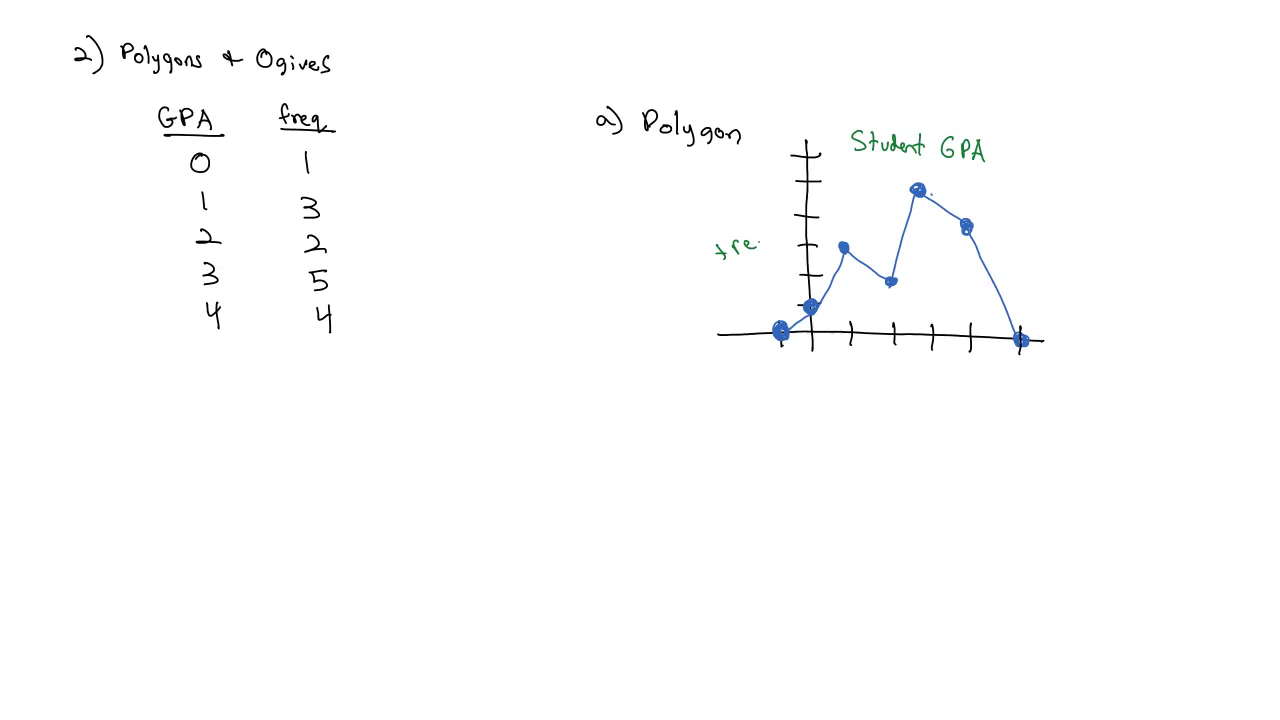 2) Polygons & Ogives
GPA freq
0 1
1 3
2 2
3 5
4 4
a) Polygon
Student GPA
fre